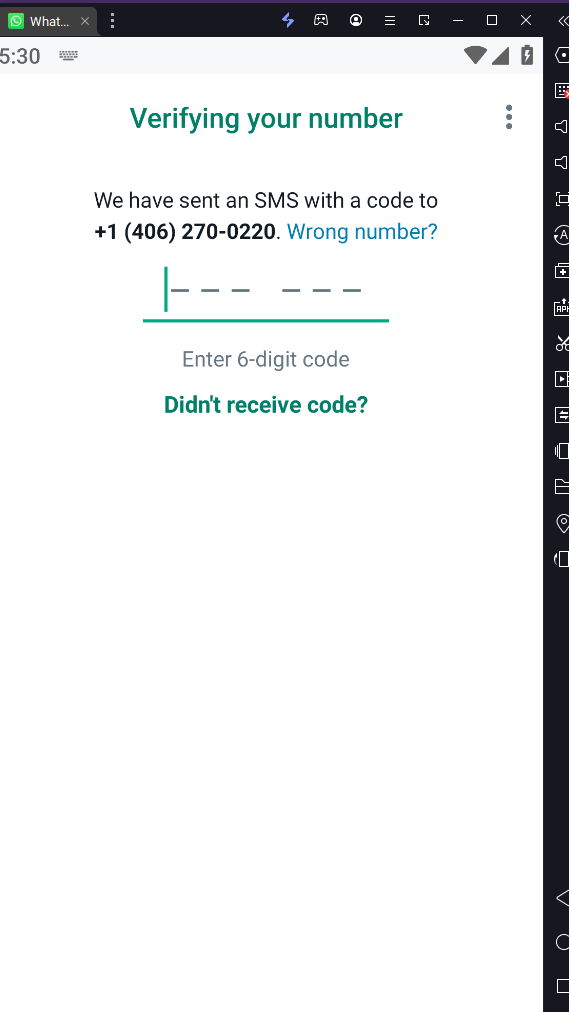 What...
5:30
Verifying your number
We have sent an SMS with a code to
+1 (406) 270-0220. Wrong number?
Enter 6-digit code
Didn't receive code?